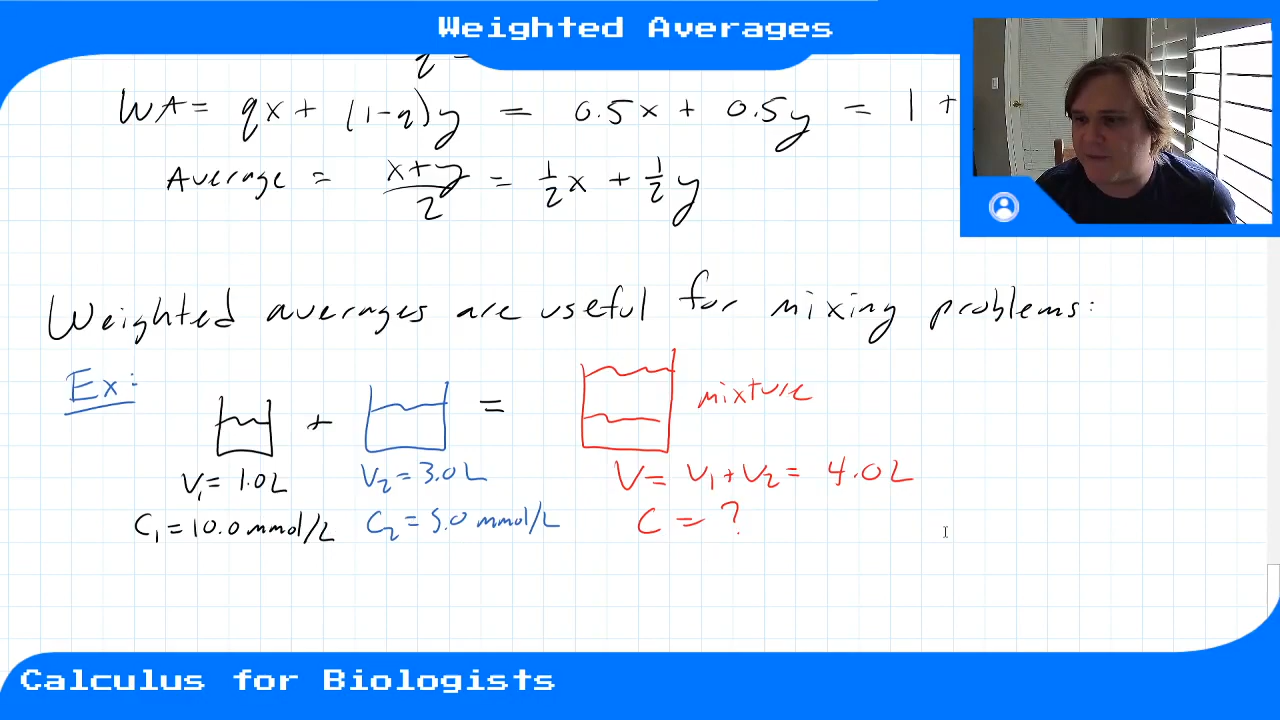 Weighted Averages
q =
WA = qx + (1-q)y = 0.5x + 0.5y = 1 +
Average = x+y/2 = 1/2 x + 1/2 y
Weighted averages are useful for mixing problems:
Ex:
+ = mixture
V₁ = 1.0L V₂ = 3.0L V = V₁ + V₂ = 4.0L
C₁ = 10.0 mmol/L C₂ = 5.0 mmol/L C = ?
Calculus for Biologists